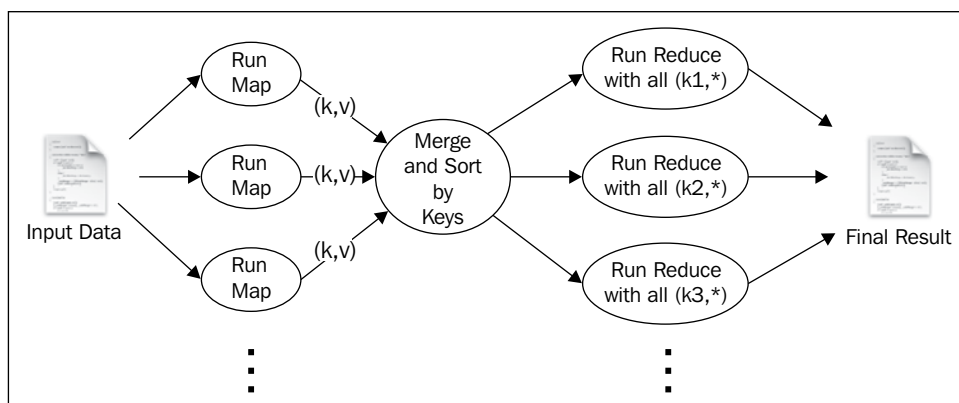 Run
Map
(k,v)
Run Reduce
with all (k1,*)
Input Data
Run
Map
(k,v)
Merge
and Sort
by
Keys
Run Reduce
with all (k2,*)
Final Result
Run
Map
(k,v)
Run Reduce
with all (k3,*)